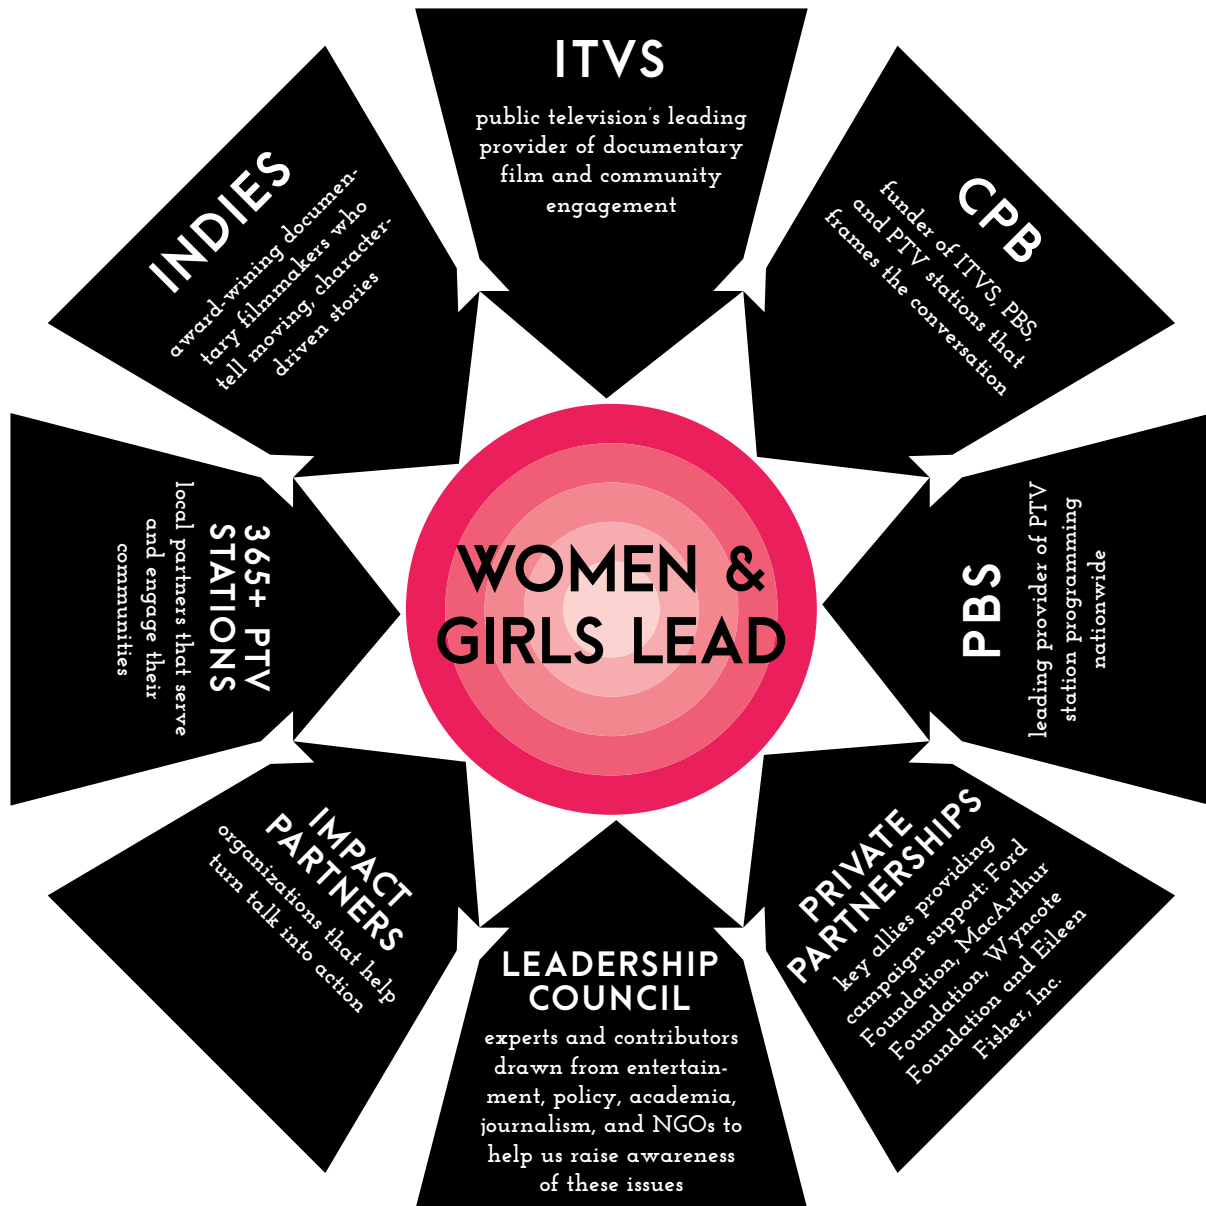 ITVS
public television's leading
provider of documentary
film and community
engagement
CPB
funder of ITVS, PBS,
and PTV stations that
frames the conversation
PBS
leading provider of PTV
station programming
nationwide
PRIVATE
PARTNERSHIPS
key allies providing
campaign support: Ford
Foundation, MacArthur
Foundation, Wyncote
Foundation and Eileen
Fisher, Inc.
LEADERSHIP
COUNCIL
experts and contributors
drawn from entertain-
ment, policy, academia,
journalism, and NGOs to
help us raise awareness
of these issues
IMPACT
PARTNERS
organizations that help
turn talk into action
365+ PTV
STATIONS
local partners that serve
and engage their
communities
INDIES
award-wining documen-
tary filmmakers who
tell moving, character-
driven stories
WOMEN &
GIRLS LEAD